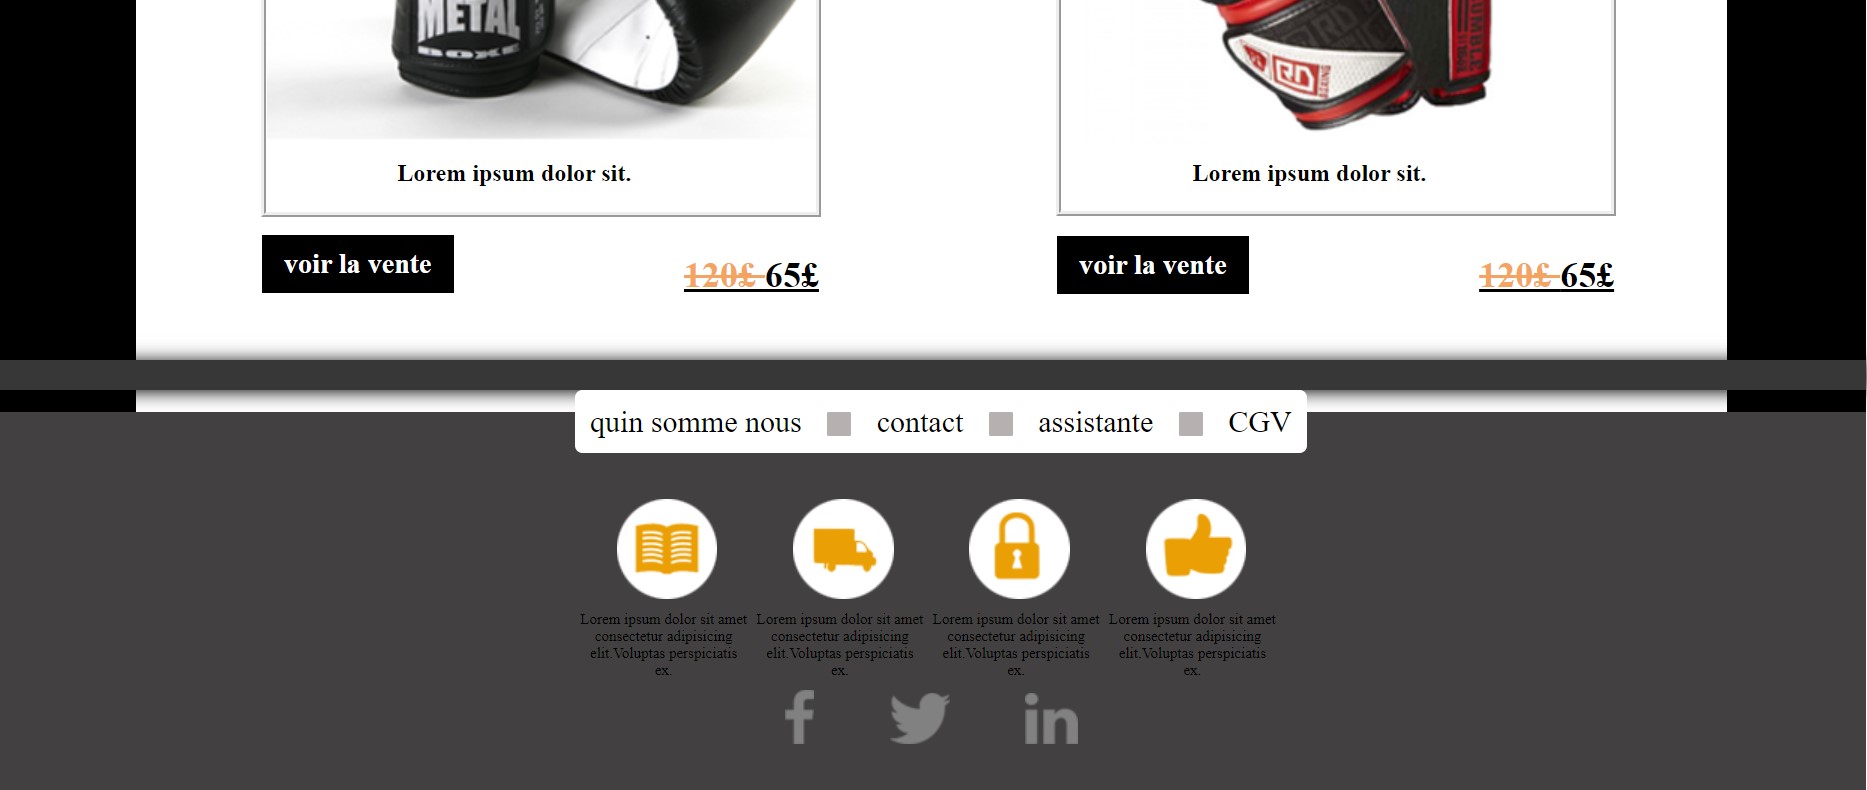 METAL
BOXE
Lorem ipsum dolor sit.
Lorem ipsum dolor sit.
voir la vente
120£ 65£
voir la vente
120£ 65£
quin somme nous
contact
assistante
CGV
Lorem ipsum dolor sit amet
consectetur adipisicing
elit.Voluptas perspiciatis
ex.
Lorem ipsum dolor sit amet
consectetur adipisicing
elit.Voluptas perspiciatis
ex.
Lorem ipsum dolor sit amet
consectetur adipisicing
elit.Voluptas perspiciatis
ex.
Lorem ipsum dolor sit amet
consectetur adipisicing
elit.Voluptas perspiciatis
ex.